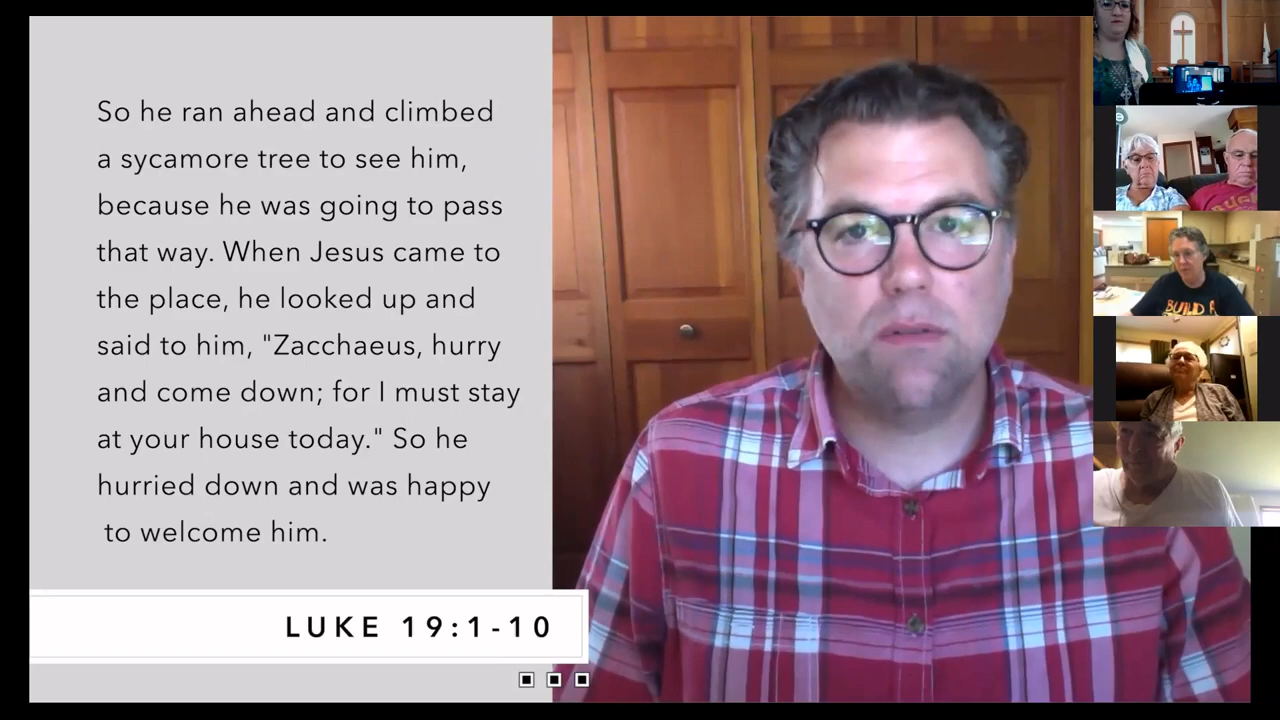 So he ran ahead and climbed
a sycamore tree to see him,
because he was going to pass
that way. When Jesus came to
the place, he looked up and
said to him, "Zacchaeus, hurry
and come down; for I must stay
at your house today." So he
hurried down and was happy
to welcome him.
LUKE 19:1-10
BUILD A